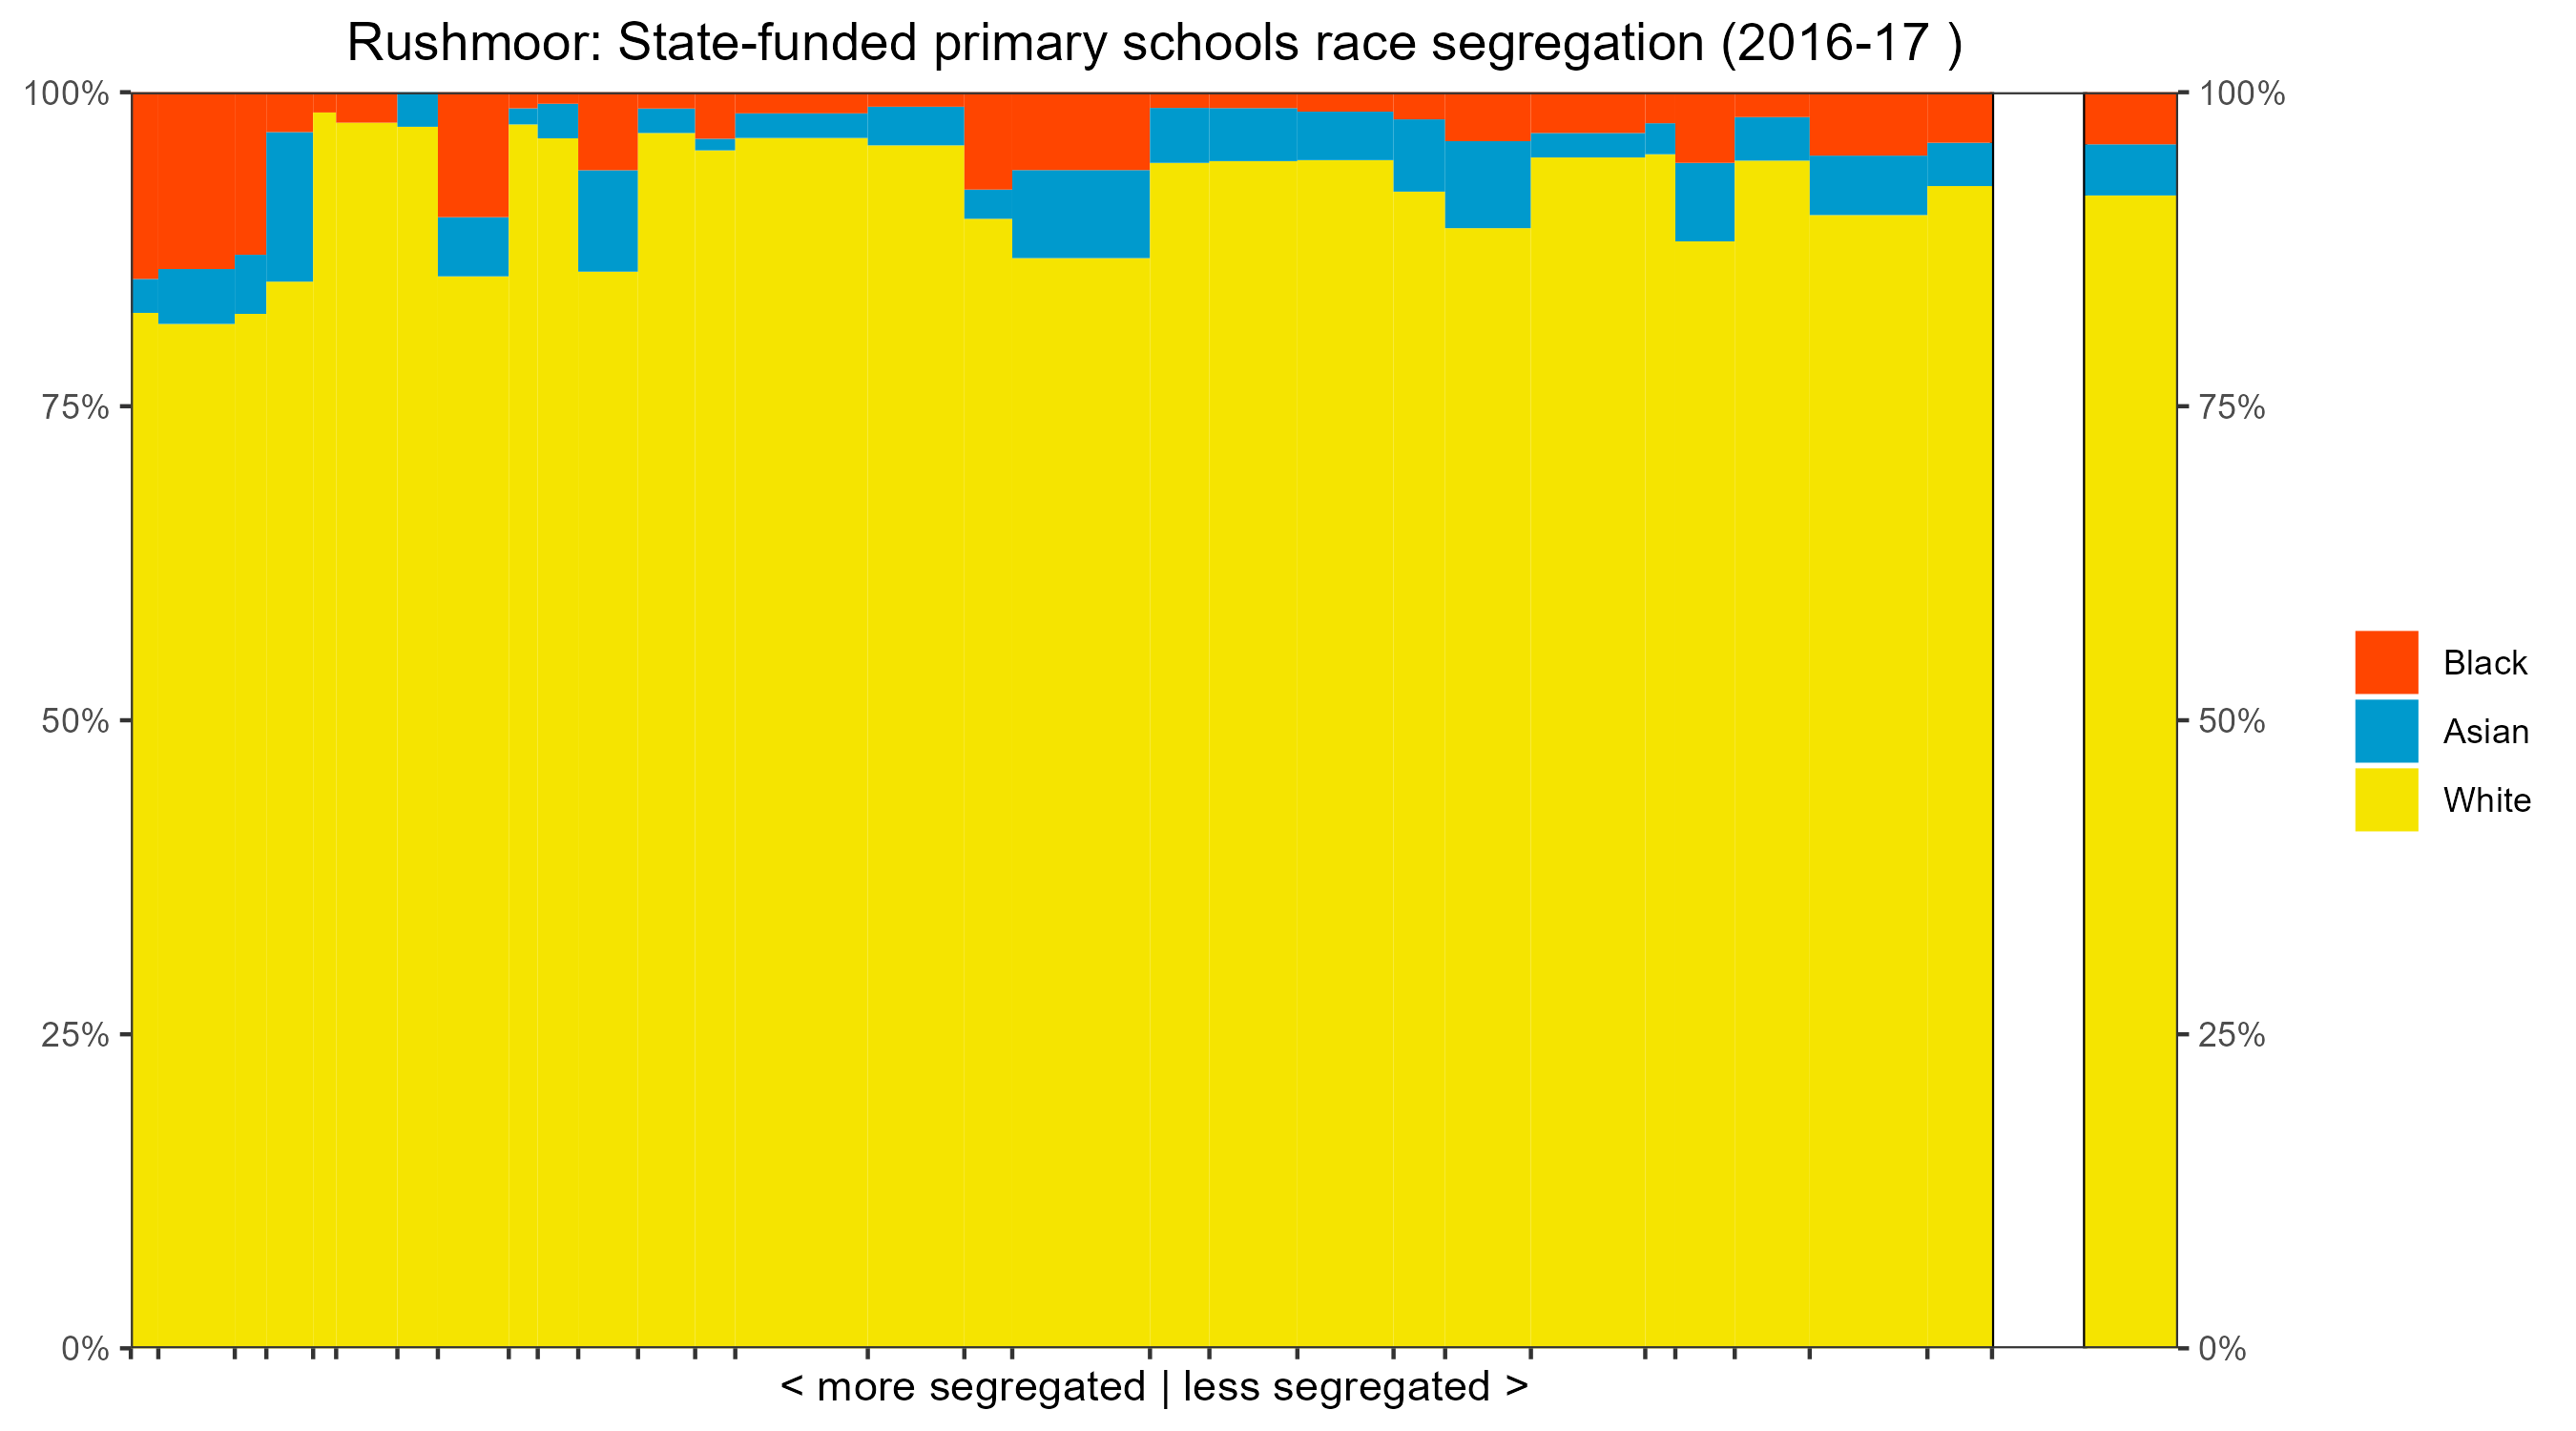 Rushmoor: State-funded primary schools race segregation (2016-17 )
100%
75%
50%
25%
0%
100%
75%
50%
25%
0%
< more segregated | less segregated >
Black
Asian
White